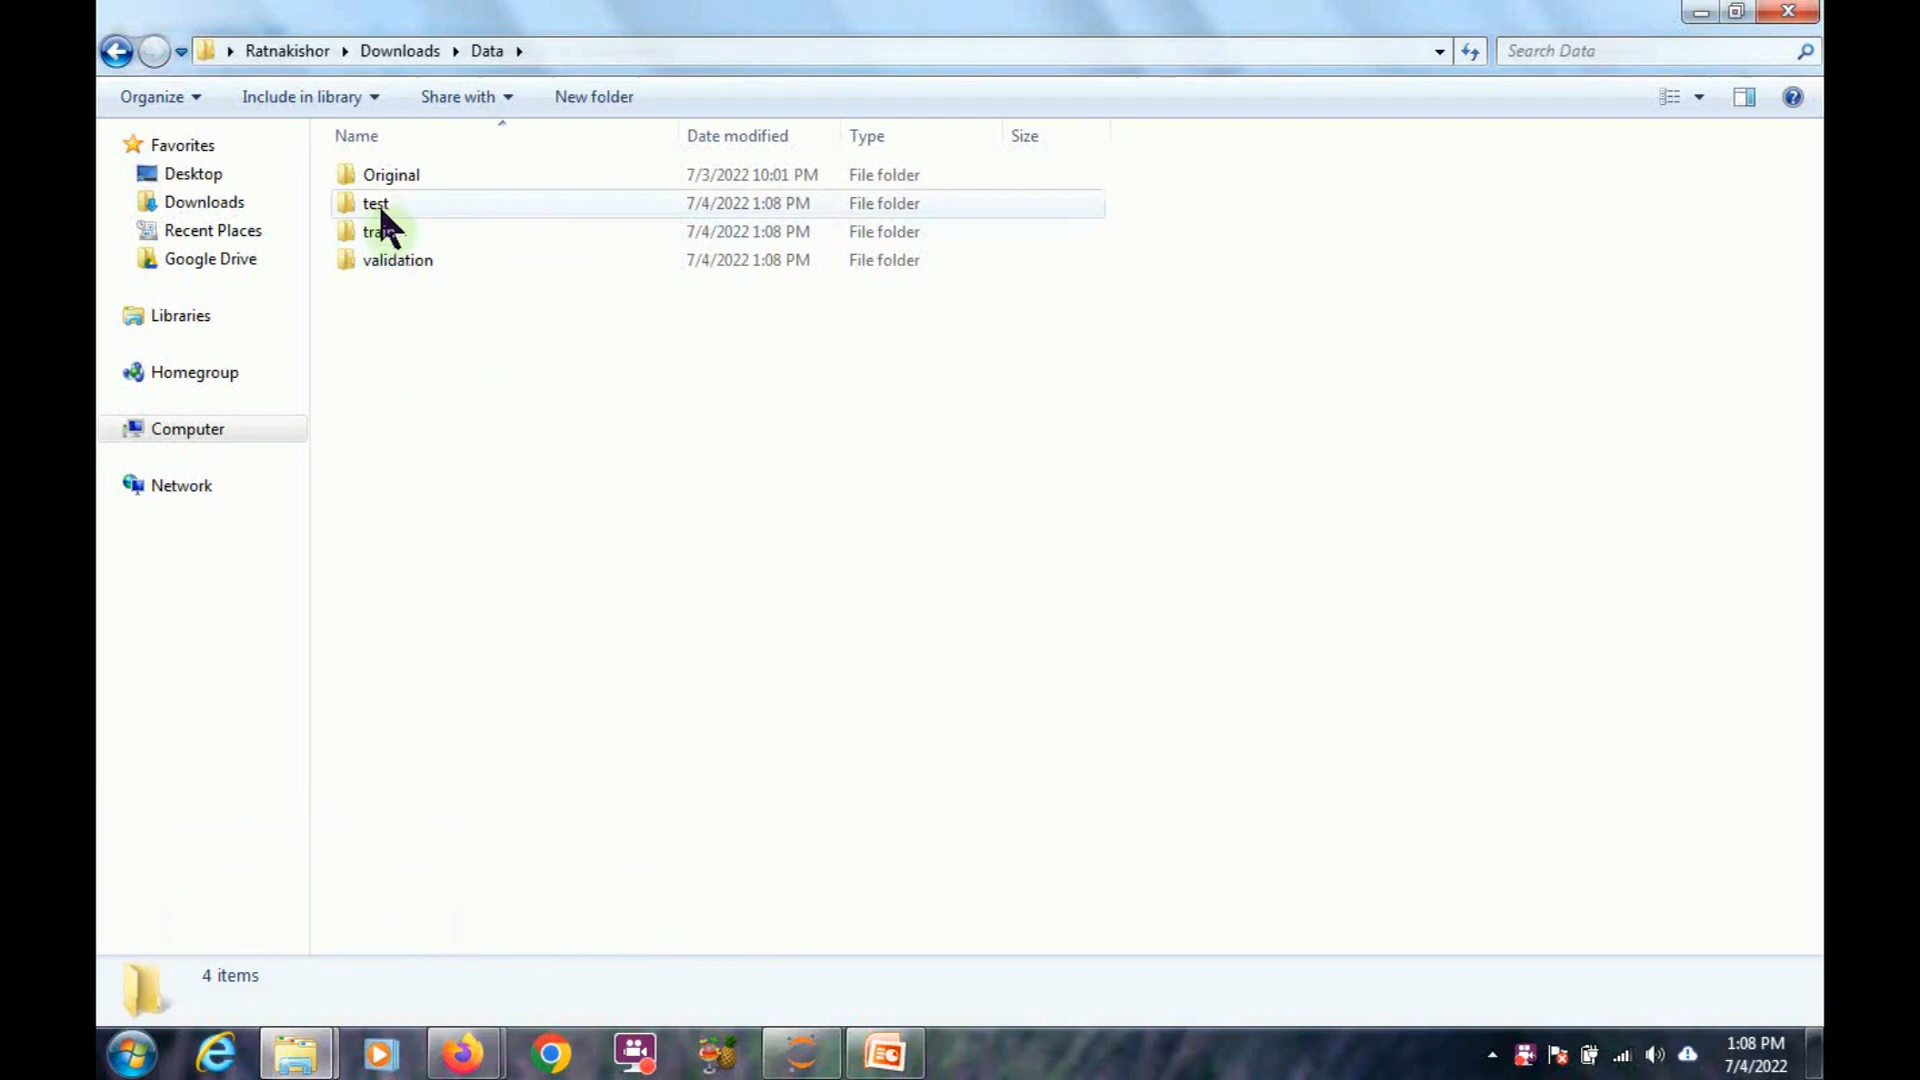 Ratnakishor Downloads Data
Search Data
Organize Include in library Share with New folder
Name Date modified Type Size
Favorites
Desktop
Downloads
Recent Places
Google Drive
Libraries
Homegroup
Computer
Network
Original 7/3/2022 10:01 PM File folder
test 7/4/2022 1:08 PM File folder
7/4/2022 1:08 PM File folder
validation 7/4/2022 1:08 PM File folder
4 items
1:08 PM
7/4/2022